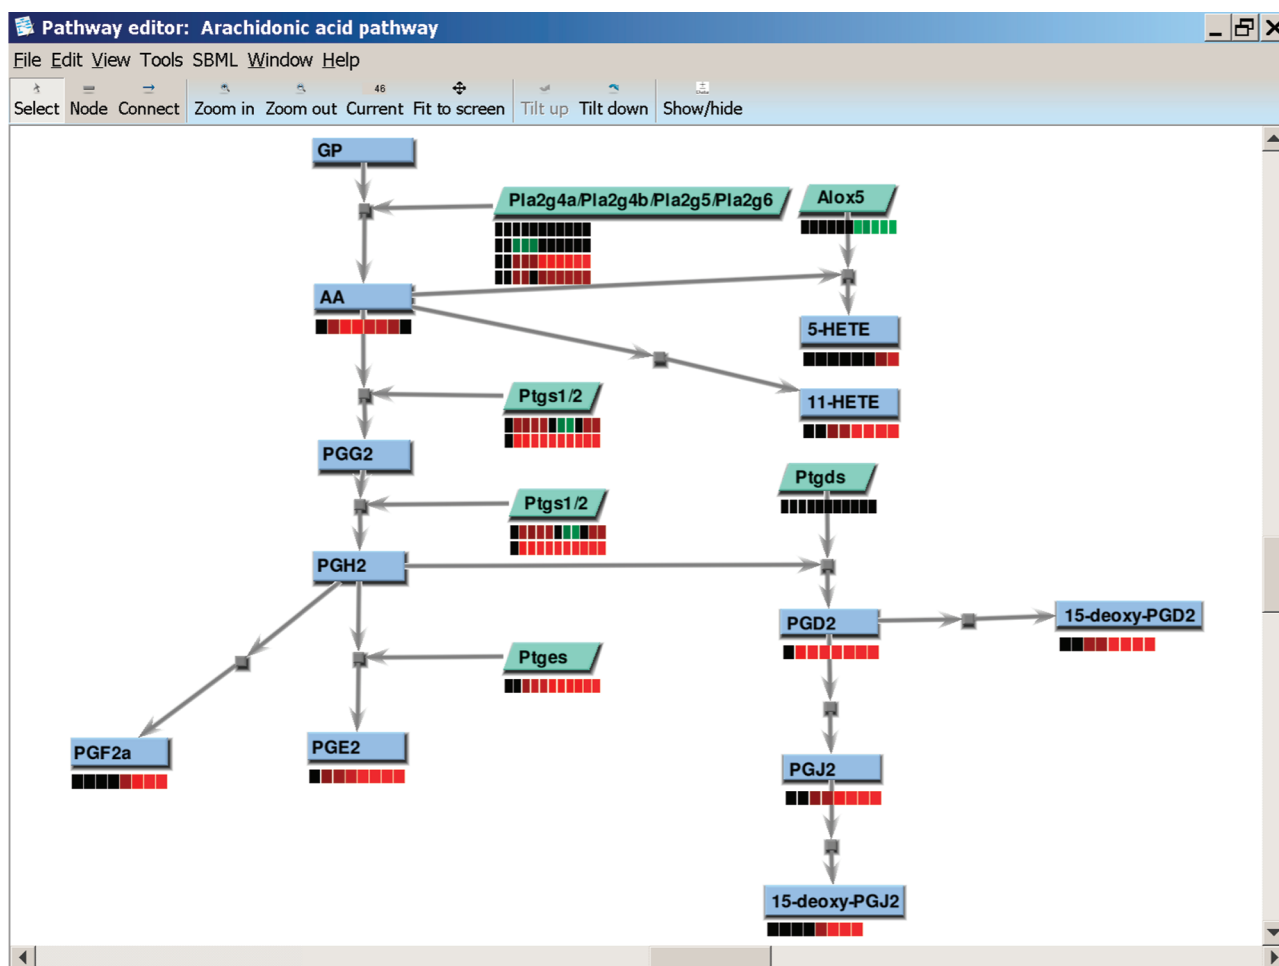 Pathway editor: Arachidonic acid pathway
File Edit View Tools SBML Window Help
46
Select Node Connect Zoom in Zoom out Current Fit to screen Tilt up Tilt down Show/hide
GP
Pla2g4a/Pla2g4b/Pla2g5/Pla2g6
Alox5
AA
5-HETE
11-HETE
Ptgs1/2
PGG2
Ptgds
Ptgs1/2
PGH2
PGD2
15-deoxy-PGD2
Ptges
PGF2a
PGE2
PGJ2
15-deoxy-PGJ2